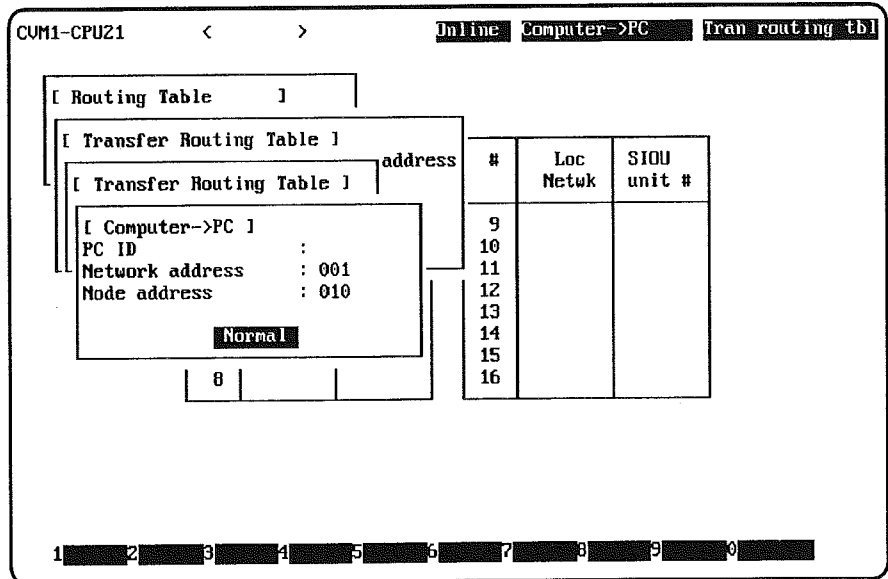 CVM1-CPU21 < > Online Computer->PC Tran routing tbl
[ Routing Table ]
[ Transfer Routing Table ]
address # Loc Netwk SIOU unit #
[ Transfer Routing Table ]
[ Computer->PC ]
PC ID :
Network address : 001
Node address : 010
Normal
8
9
10
11
12
13
14
15
16
1 2 3 4 5 6 7 8 9 0